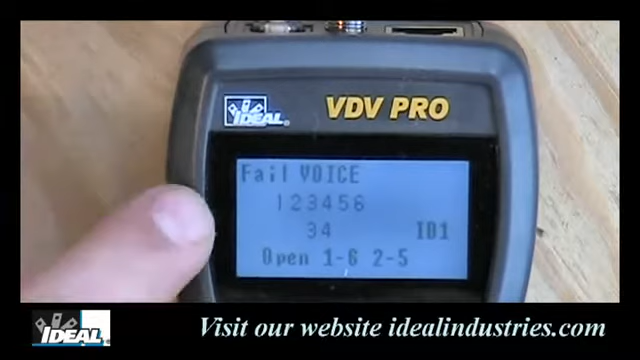 IDEAL
VDV PRO
Fail VOICE
123456
34 ID1
Open 1-6 2-5
IDEAL Visit our website idealindustries.com